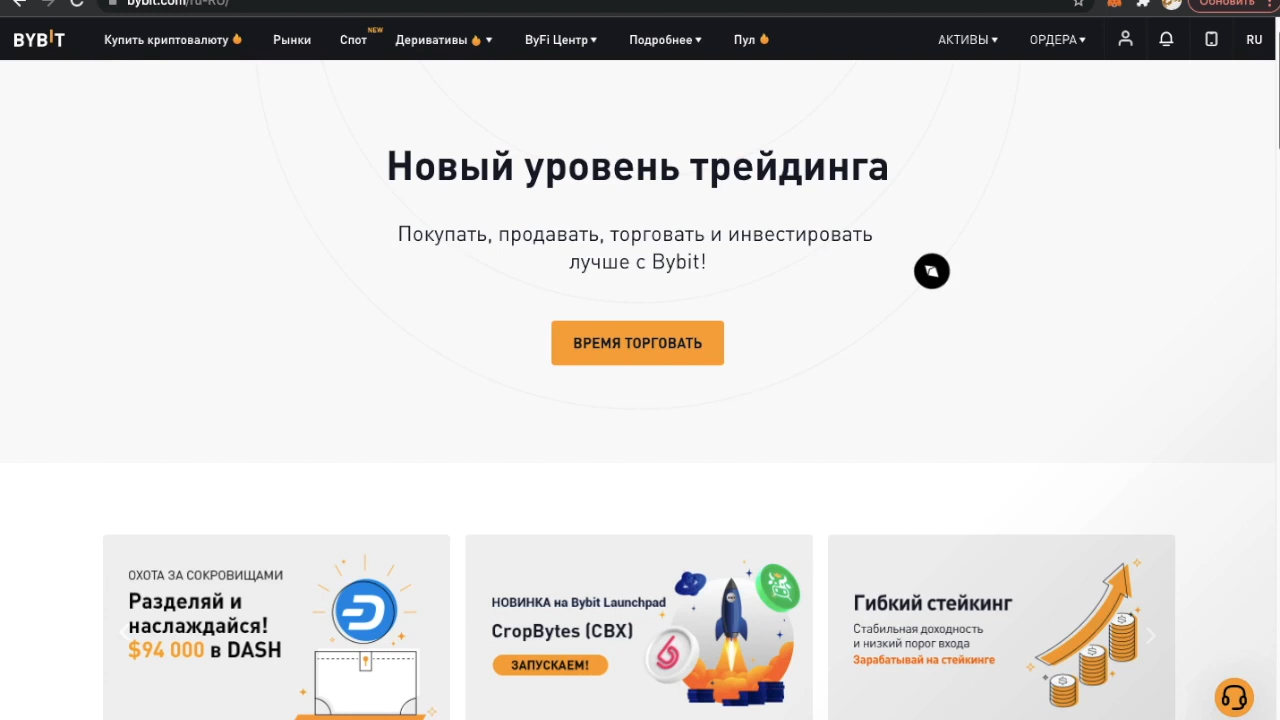 bybit.com/ru-RU/
Обновить
BYBIT
Купить криптовалюту
Рынки
Спот
NEW
Деривативы
ByFi Центр
Подробнее
Пул
АКТИВЫ
ОРДЕРА
RU
Новый уровень трейдинга
Покупать, продавать, торговать и инвестировать
лучше с Bybit!
ВРЕМЯ ТОРГОВАТЬ
ОХОТА ЗА СОКРОВИЩАМИ
Разделяй и
наслаждайся!
$94 000 в DASH
НОВИНКА на Bybit Launchpad
CropBytes (CBX)
ЗАПУСКАЕМ!
Гибкий стейкинг
Стабильная доходность
и низкий порог входа
Зарабатывай на стейкинге